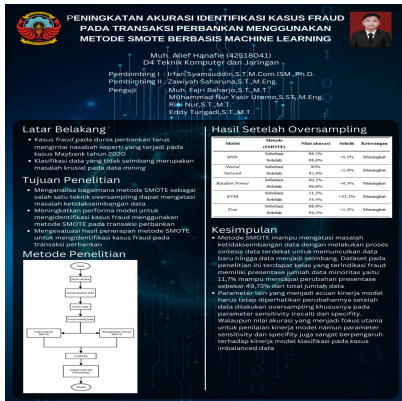 PENINGKATAN AKURASI IDENTIFIKASI KASUS FRAUD
PADA TRANSAKSI PERBANKAN MENGGUNAKAN
METODE SMOTE BERBASIS MACHINE LEARNING
Muh. Alief Hanafie (42518041)
D4 Teknik Komputer dan Jaringan
Pembimbing I : Irfan Syamsuddin,S.T,M.Com.ISM.,Ph.D.
Pembimbing II : Zawiyah Saharuna,S.T.,M.Eng.
Penguji : Muh. Fajri Raharjo,S.T.,M.T.
Muhammad Nur Yasir Utomo,S.ST.,M.Eng.
Rini Nur,S.T.,M.T.
Eddy Tungadi,S.T.,M.T.
Latar Belakang
Kasus fraud pada dunia perbankan terus
mengintai nasabah seperti yang terjadi pada
kasus Maybank tahun 2020
Klasifikasi data yang tidak seimbang merupakan
masalah krusial pada data mining
Tujuan Penelitian
Menganalisa bagaimana metode SMOTE sebagai
salah satu teknik oversampling dapat mengatasi
masalah ketidakseimbangan data
Meningkatkan performa model untuk
mengidentifikasi kasus fraud menggunakan
metode SMOTE pada transaksi perbankan
Mengevaluasi hasil penerapan metode SMOTE
untuk mengidentifikasi kasus fraud pada
transaksi perbankan
Metode Penelitian
Hasil Setelah Oversampling
Model Metode (SMOTE) Nilai akurasi Selisih Keterangan
KNN Sebelum Meningkat
Neural Network Sebelum 90% +2,4% Meningkat
Random Forest Sebelum Meningkat
SVM Sebelum Meningkat
Tree Sebelum Meningkat
Kesimpulan
Metode SMOTE mampu mengatasi masalah
ketidakseimbangan data dengan melakukan proses
sintesis data terdekat untuk memunculkan data
baru hingga data menjadi seimbang. Dataset pada
penelitian ini terdapat kelas yang terindikasi fraud
memiliki presentase jumlah data minoritas yaitu
11,7% mampu mencapai perubahan presentase
sebesar 49,73% dari total jumlah data
Parameter lain yang menjadi acuan kinerja model
harus tetap diperhatikan perubahannya setelah
data dilakukan oversampling khususnya pada
parameter sensitivity (recall) dan specifity.
Walaupun nilai akurasi yang menjadi fokus utama
untuk penilaian kinerja model namun parameter
sensitivity dan specifity juga sangat berpengaruh
terhadap kinerja model klasifikasi pada kasus
imbalanced data